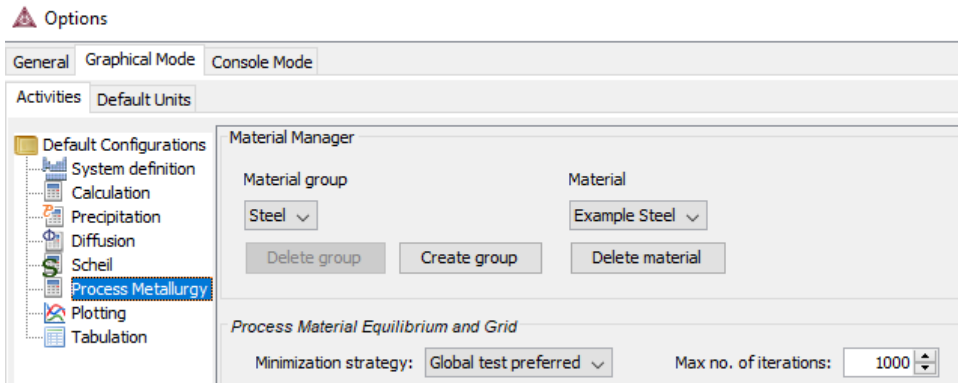 Options
General Graphical Mode Console Mode
Activities Default Units
Default Configurations
System definition
Calculation
Precipitation
Diffusion
Scheil
Process Metallurgy
Plotting
Tabulation
Material Manager
Material group Material
Steel Example Steel
Delete group Create group Delete material
Process Material Equilibrium and Grid
Minimization strategy: Global test preferred Max no. of iterations: 1000